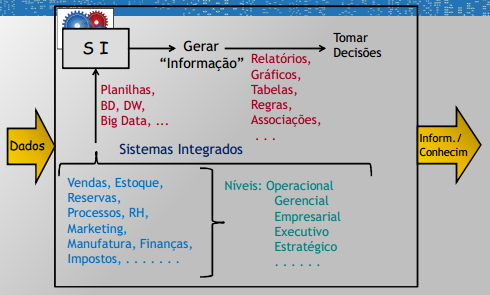 S I
Gerar
“Informação”
Tomar
Decisões
Planilhas,
BD, DW,
Big Data, ...
Relatórios,
Gráficos,
Tabelas,
Regras,
Associações,
. . .
Dados
Inform./
Conhecim
Sistemas Integrados
Vendas, Estoque,
Reservas,
Processos, RH,
Marketing,
Manufatura, Finanças,
Impostos, . . . . . . .
Níveis: Operacional
Gerencial
Empresarial
Executivo
Estratégico
. . . . . .